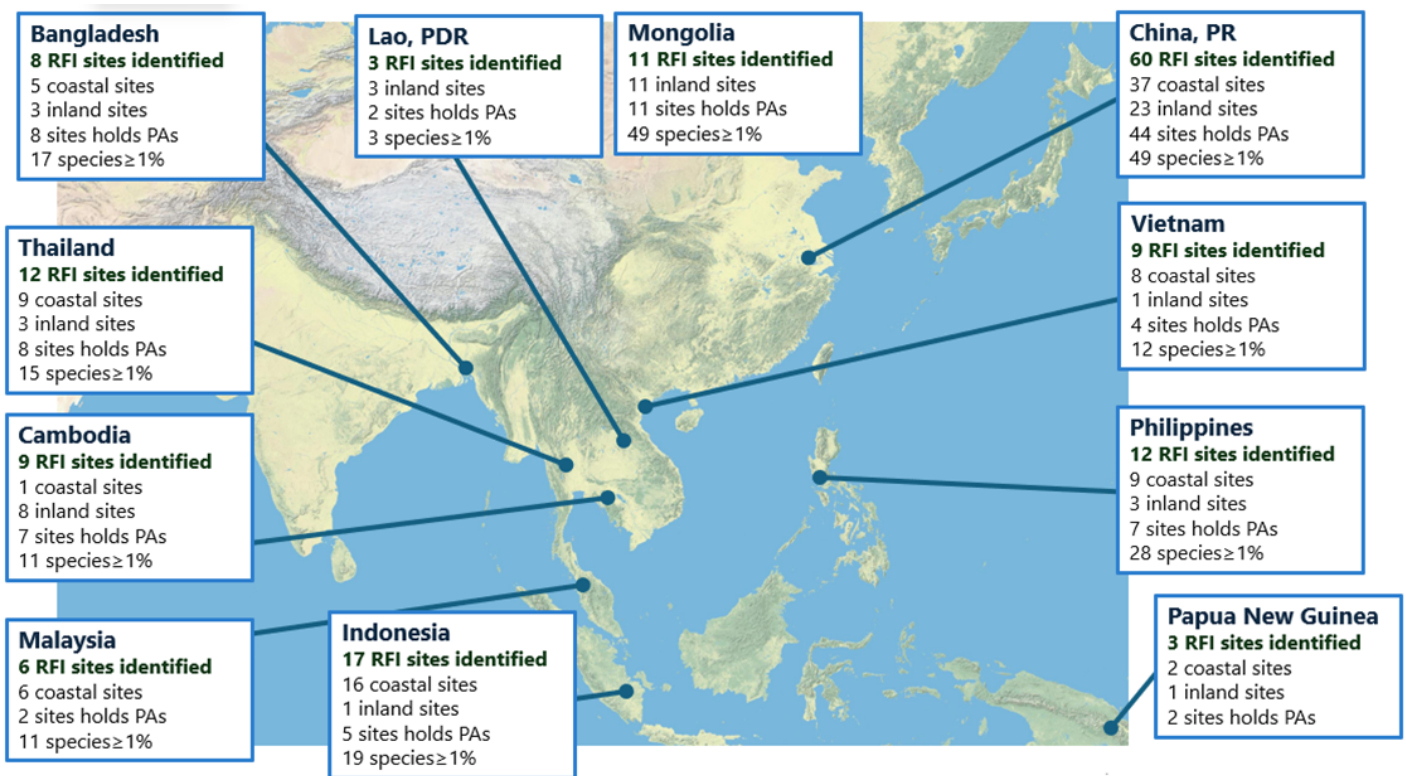 Bangladesh
8 RFI sites identified
5 coastal sites
3 inland sites
8 sites holds PAs
17 species≥1%
Lao, PDR
3 RFI sites identified
3 inland sites
2 sites holds PAs
3 species≥1%
Mongolia
11 RFI sites identified
11 inland sites
11 sites holds PAs
49 species≥1%
China, PR
60 RFI sites identified
37 coastal sites
23 inland sites
44 sites holds PAs
49 species≥1%
Thailand
12 RFI sites identified
9 coastal sites
3 inland sites
8 sites holds PAs
15 species≥1%
Vietnam
9 RFI sites identified
8 coastal sites
1 inland sites
4 sites holds PAs
12 species≥1%
Cambodia
9 RFI sites identified
1 coastal sites
8 inland sites
7 sites holds PAs
11 species≥1%
Philippines
12 RFI sites identified
9 coastal sites
3 inland sites
7 sites holds PAs
28 species≥1%
Malaysia
6 RFI sites identified
6 coastal sites
2 sites holds PAs
11 species≥1%
Indonesia
17 RFI sites identified
16 coastal sites
1 inland sites
5 sites holds PAs
19 species≥1%
Papua New Guinea
3 RFI sites identified
2 coastal sites
1 inland sites
2 sites holds PAs